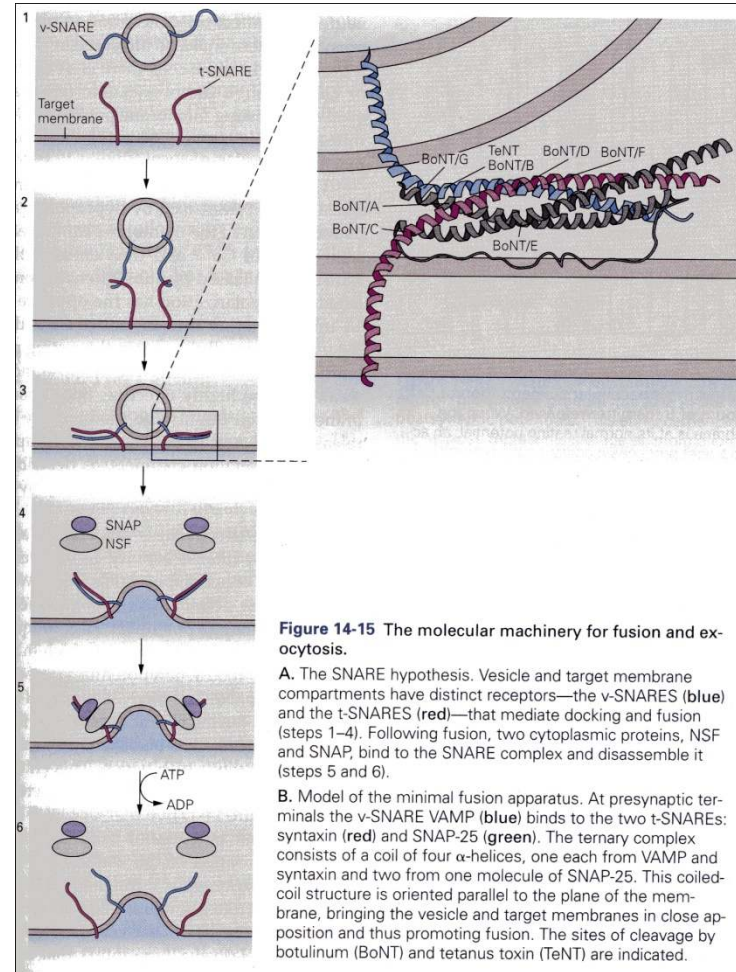 1
v-SNARE
t-SNARE
Target
membrane
2
3
4
SNAP
NSF
5
ATP
ADP
6
BoNT/G
TeNT
BoNT/B
BoNT/D
BoNT/F
BoNT/A
BoNT/C
BoNT/E
Figure 14-15 The molecular machinery for fusion and ex-
ocytosis.
A. The SNARE hypothesis. Vesicle and target membrane
compartments have distinct receptors—the v-SNARES (blue)
and the t-SNARES (red)—that mediate docking and fusion
(steps 1–4). Following fusion, two cytoplasmic proteins, NSF
and SNAP, bind to the SNARE complex and disassemble it
(steps 5 and 6).
B. Model of the minimal fusion apparatus. At presynaptic ter-
minals the v-SNARE VAMP (blue) binds to the two t-SNAREs:
syntaxin (red) and SNAP-25 (green). The ternary complex
consists of a coil of four α-helices, one each from VAMP and
syntaxin and two from one molecule of SNAP-25. This coiled-
coil structure is oriented parallel to the plane of the mem-
brane, bringing the vesicle and target membranes in close ap-
position and thus promoting fusion. The sites of cleavage by
botulinum (BoNT) and tetanus toxin (TeNT) are indicated.